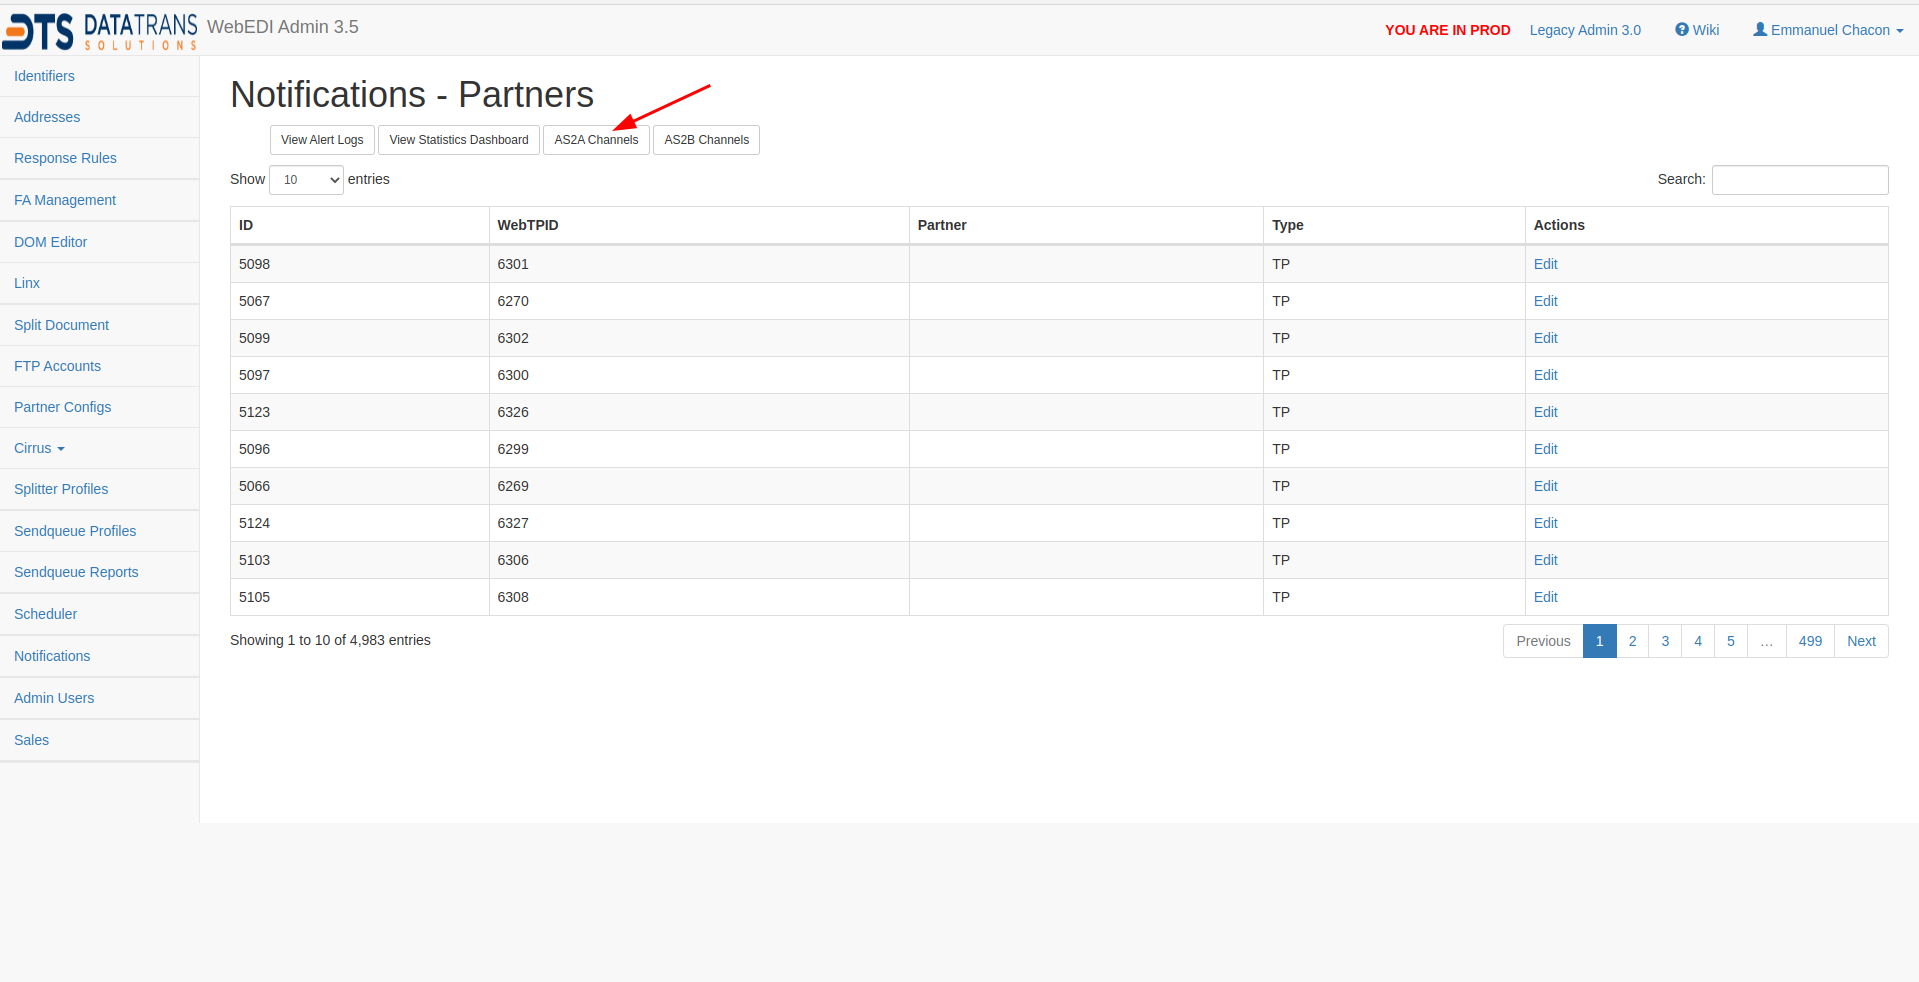 DTS DATATRANS SOLUTIONS WebEDI Admin 3.5 YOU ARE IN PROD Legacy Admin 3.0 Wiki Emmanuel Chacon
Identifiers
Addresses
Response Rules
FA Management
DOM Editor
Linx
Split Document
FTP Accounts
Partner Configs
Cirrus
Splitter Profiles
Sendqueue Profiles
Sendqueue Reports
Scheduler
Notifications
Admin Users
Sales
Notifications - Partners
View Alert Logs View Statistics Dashboard AS2A Channels AS2B Channels
Show 10 entries Search:
ID WebTPID Partner Type Actions
5098 6301 TP Edit
5067 6270 TP Edit
5099 6302 TP Edit
5097 6300 TP Edit
5123 6326 TP Edit
5096 6299 TP Edit
5066 6269 TP Edit
5124 6327 TP Edit
5103 6306 TP Edit
5105 6308 TP Edit
Showing 1 to 10 of 4,983 entries Previous 1 2 3 4 5 … 499 Next